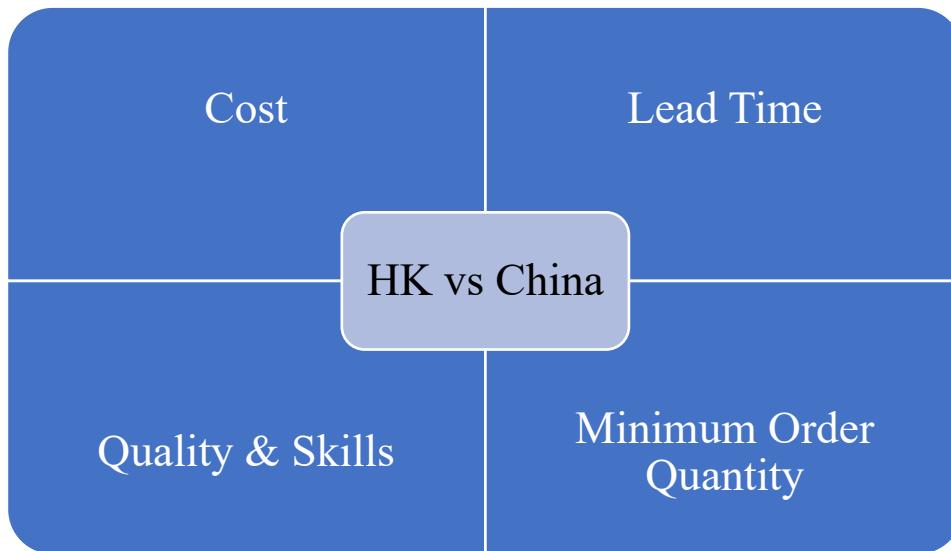 Cost
Lead Time
HK vs China
Quality & Skills
Minimum Order
Quantity